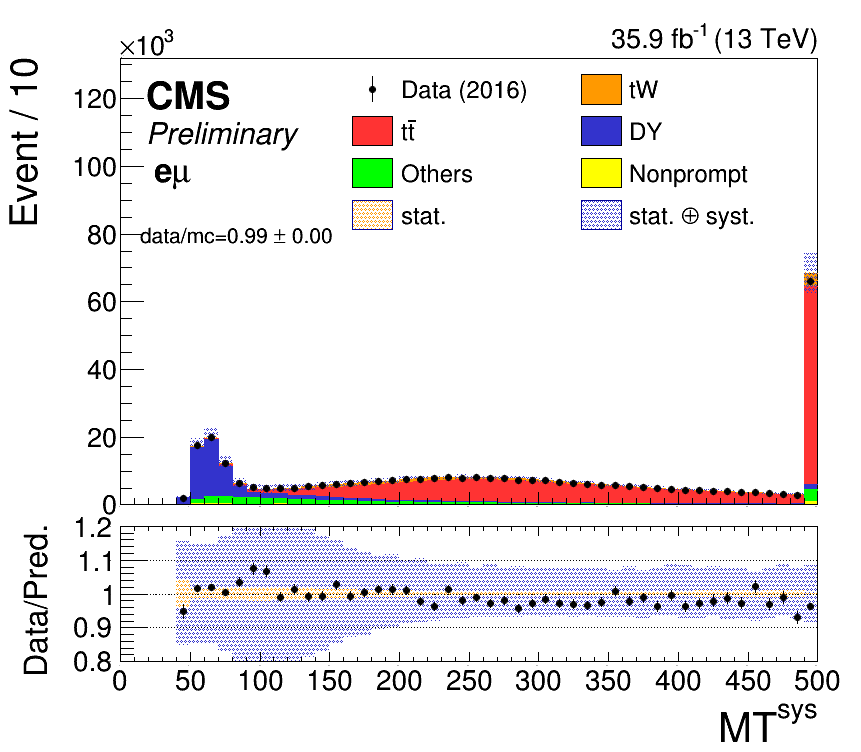 ×10³
35.9 fb⁻¹ (13 TeV)
Event / 10
CMS
Preliminary
eμ
data/mc=0.99 ± 0.00
Data (2016)
tW
tt̄
DY
Others
Nonprompt
stat.
stat. ⊕ syst.
120
100
80
60
40
20
0
Data/Pred.
1.2
1.1
1
0.9
0.8
0 50 100 150 200 250 300 350 400 450 500
MTˢʸˢ